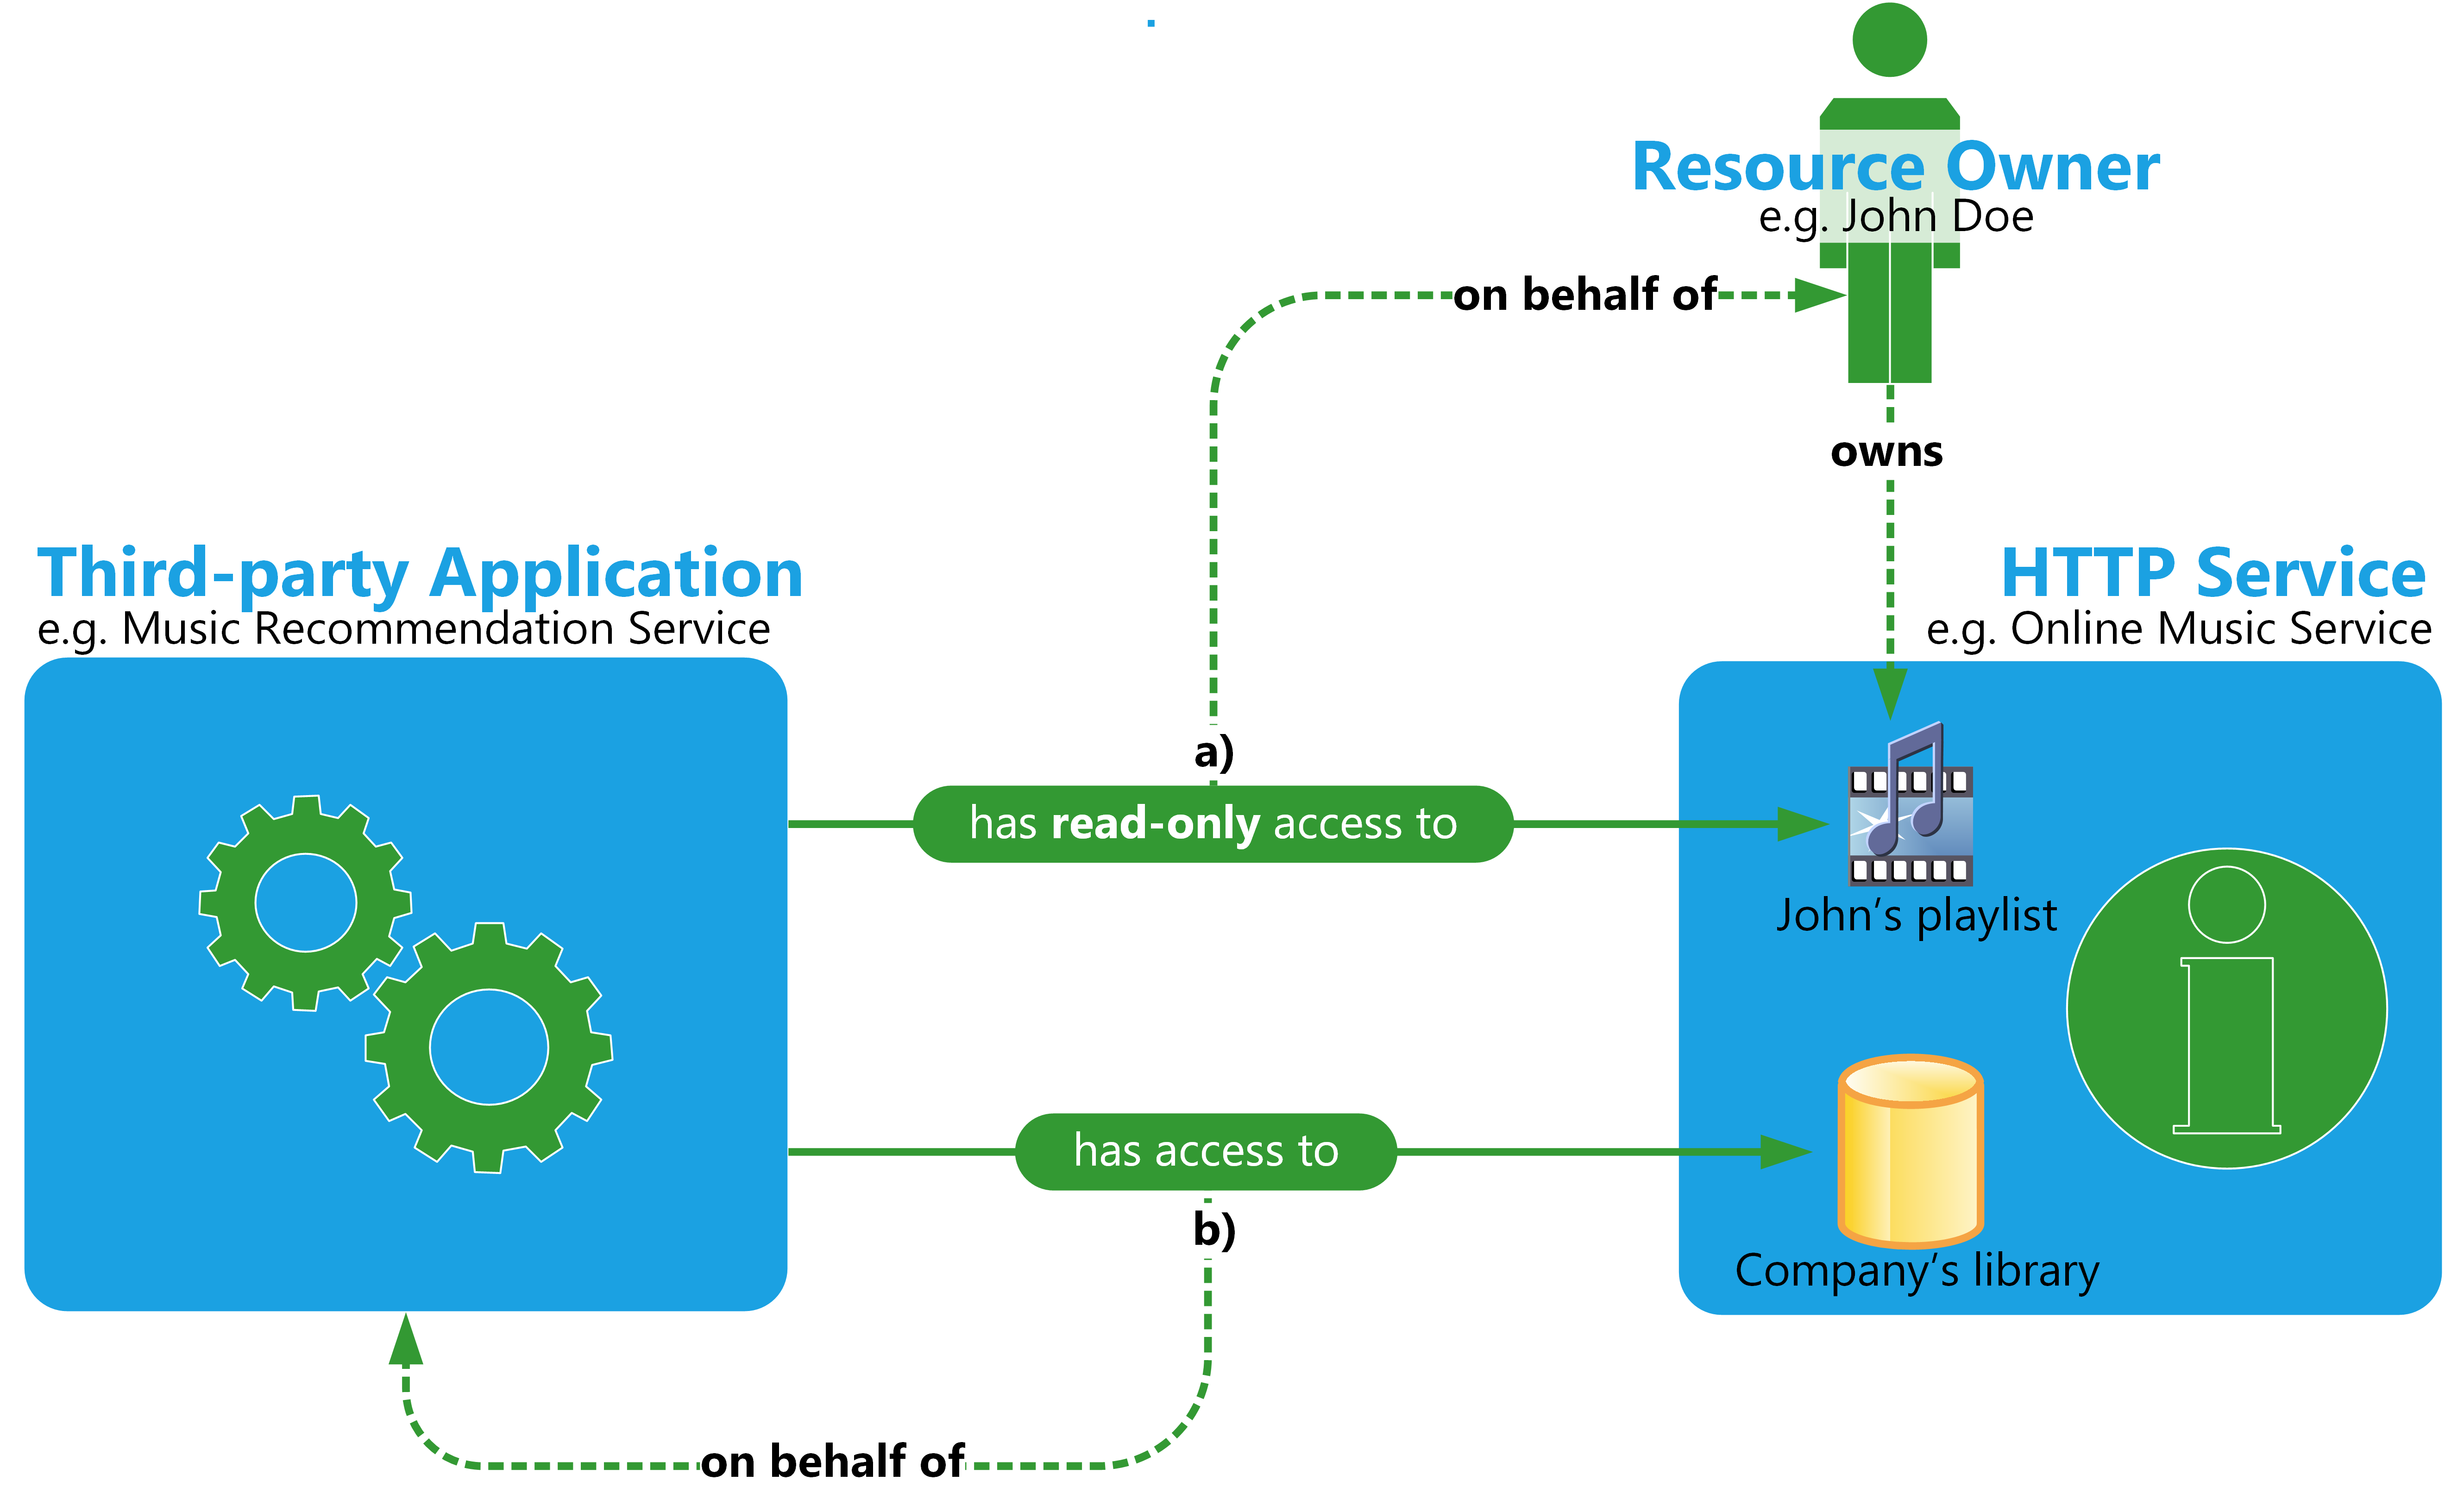 Resource Owner
e.g. John Doe
on behalf of
owns
Third-party Application
e.g. Music Recommendation Service
HTTP Service
e.g. Online Music Service
a)
has read-only access to
John’s playlist
has access to
b)
Company’s library
on behalf of